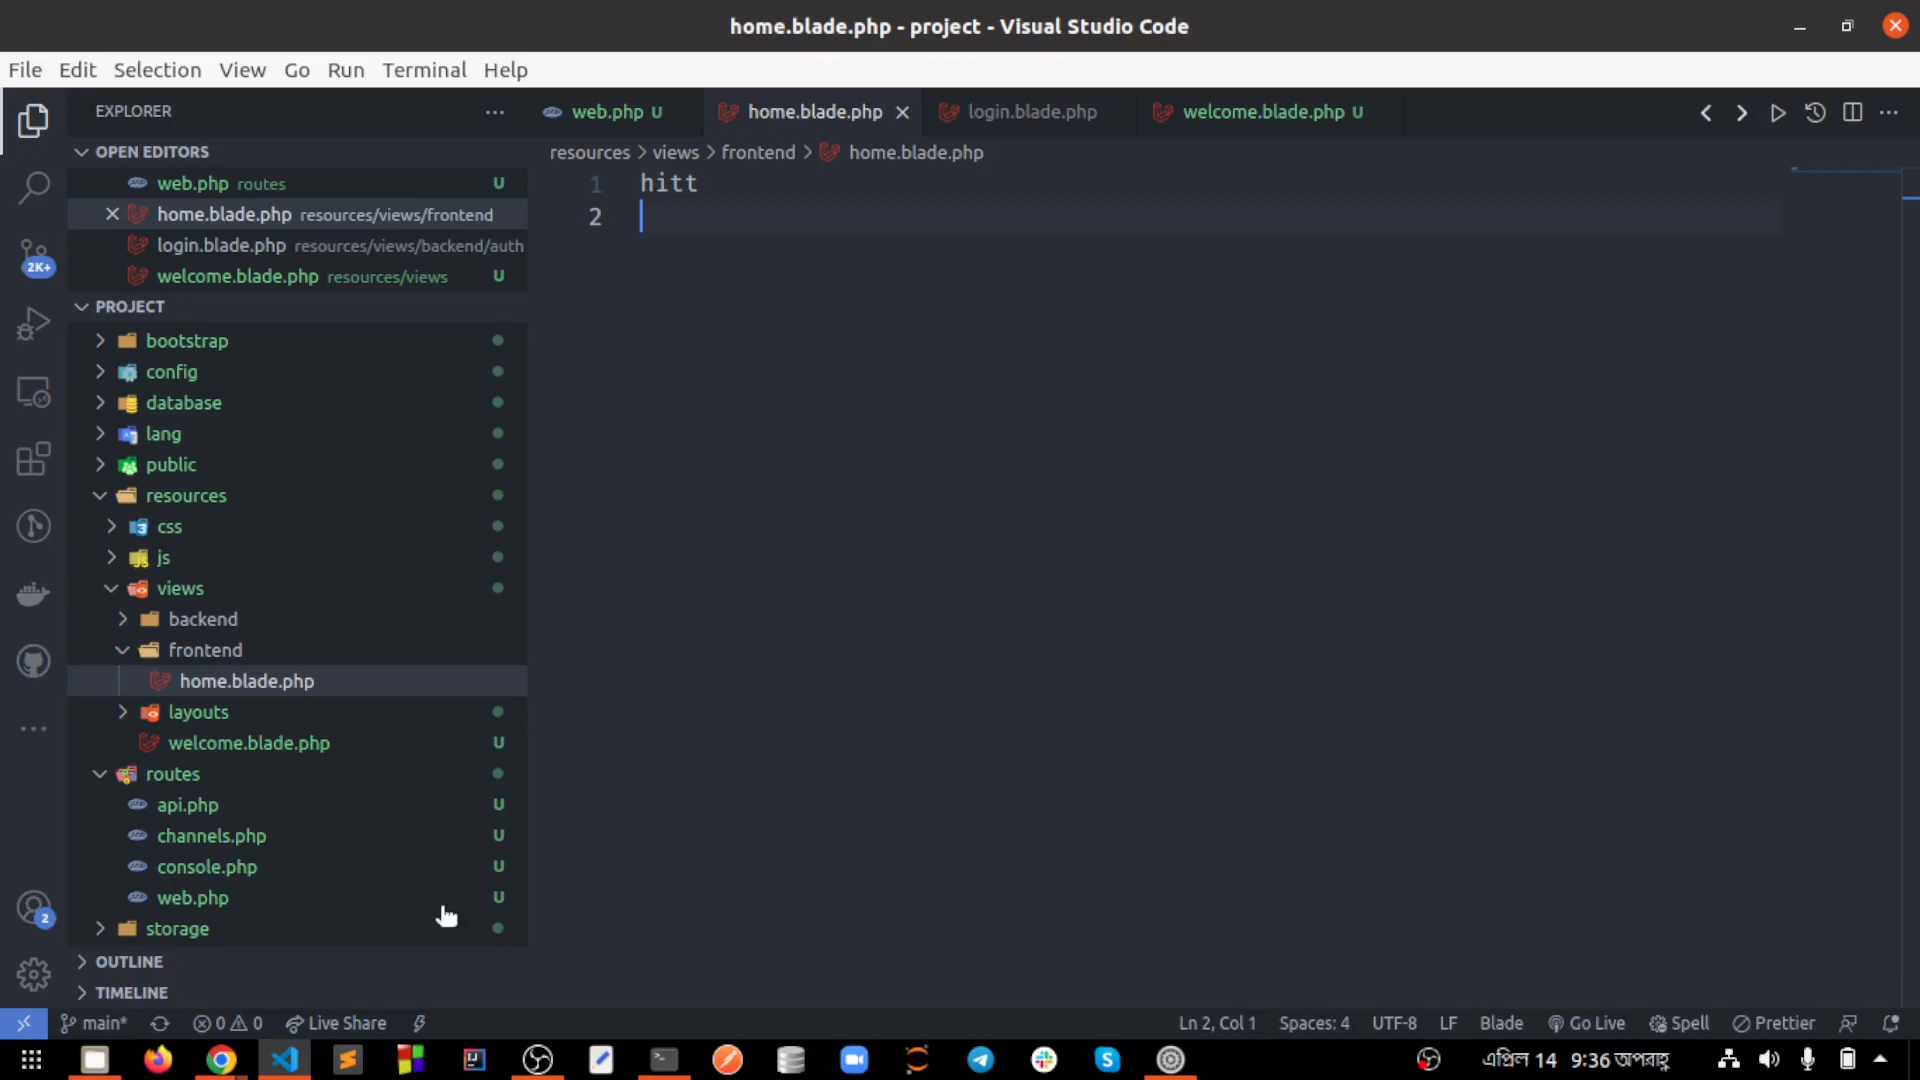 home.blade.php - project - Visual Studio Code
File Edit Selection View Go Run Terminal Help
EXPLORER
web.php U home.blade.php login.blade.php welcome.blade.php U
OPEN EDITORS
web.php routes U
home.blade.php resources/views/frontend
login.blade.php resources/views/backend/auth
welcome.blade.php resources/views U
resources > views > frontend > home.blade.php
1 hitt
2
2K+
PROJECT
bootstrap
config
database
lang
public
resources
css
js
views
backend
frontend
home.blade.php
layouts
welcome.blade.php U
routes
api.php U
channels.php U
console.php U
web.php U
storage
2
OUTLINE
TIMELINE
main* 0 0 Live Share Ln 2, Col 1 Spaces: 4 UTF-8 LF Blade Go Live Spell Prettier
এপ্রিল 14 9:36 অপরাহ্ণ